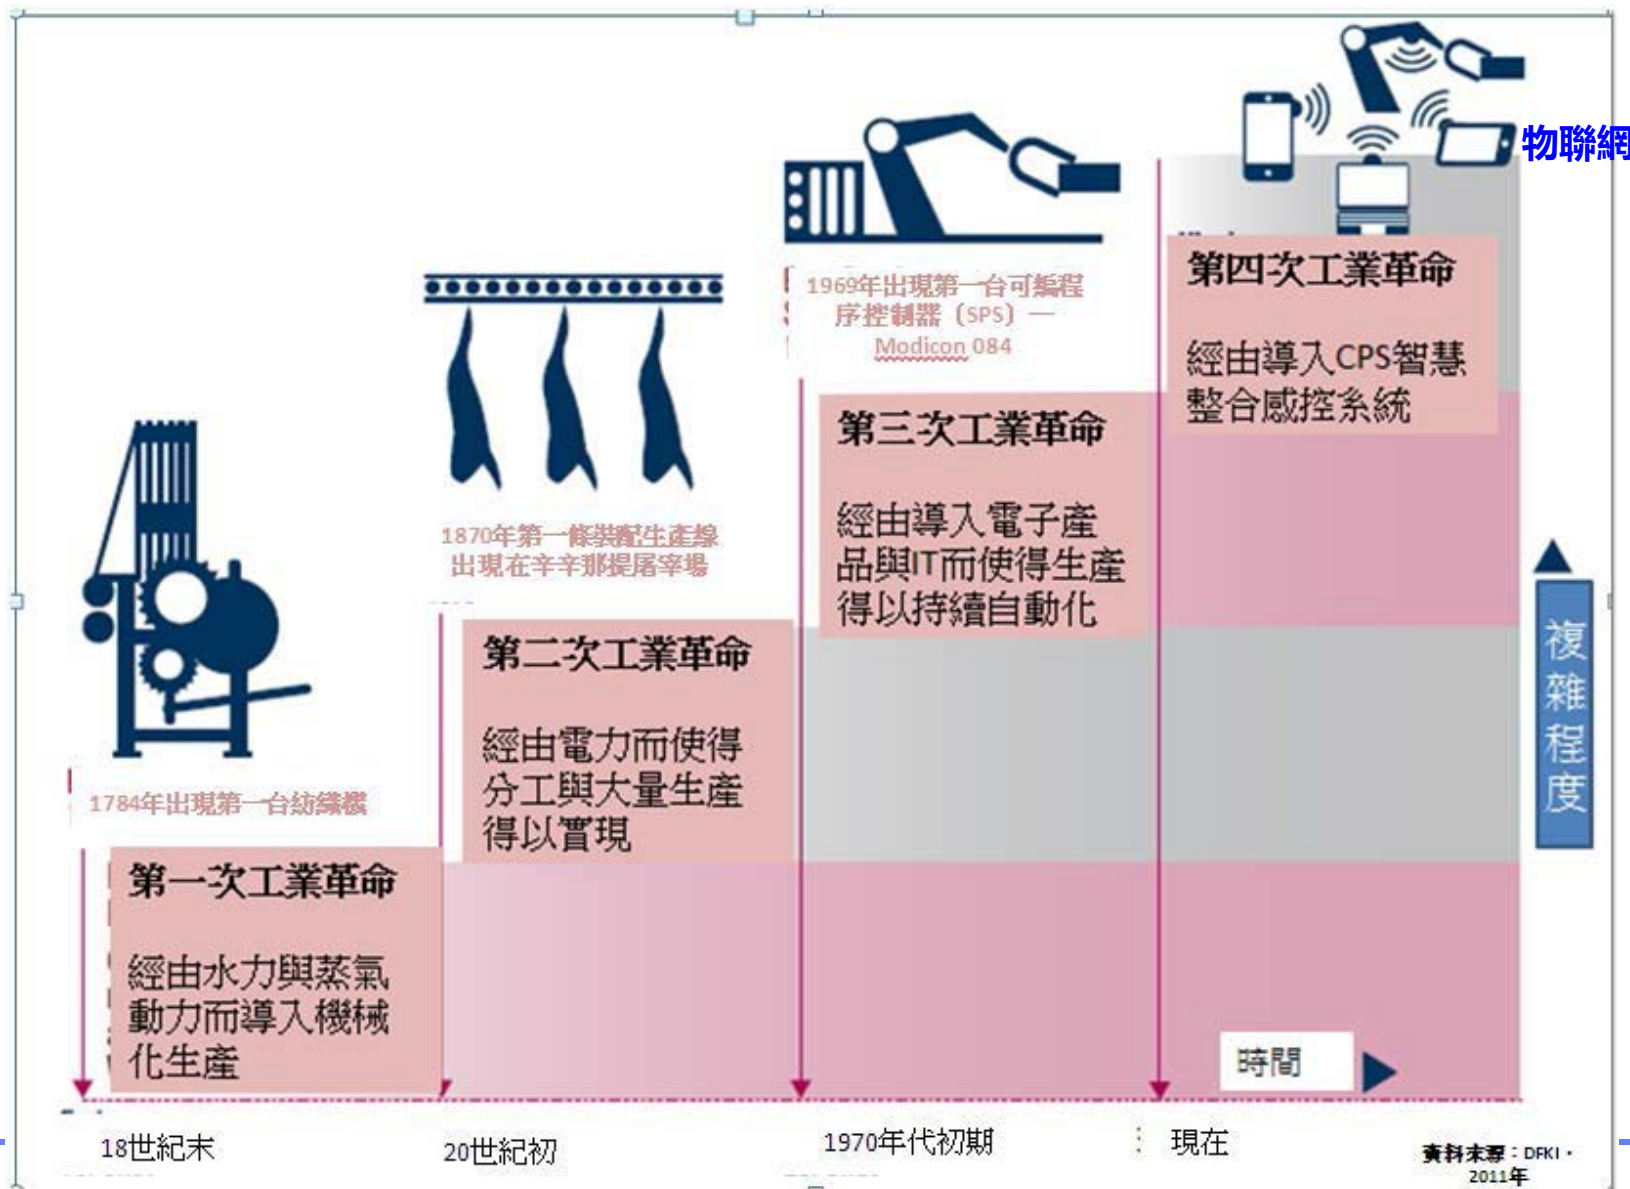 物聯網
第四次工業革命
經由導入CPS智慧
整合感控系統
1969年出現第一台可編程
序控制器（SPS）—
Modicon 084
第三次工業革命
經由導入電子產
品與IT而使得生產
得以持續自動化
1870年第一條裝配生產線
出現在辛辛那提屠宰場
第二次工業革命
經由電力而使得
分工與大量生產
得以實現
1784年出現第一台紡織機
第一次工業革命
經由水力與蒸氣
動力而導入機械
化生產
複雜程度
時間
18世紀末
20世紀初
1970年代初期
現在
資料來源：DFKI，
2011年